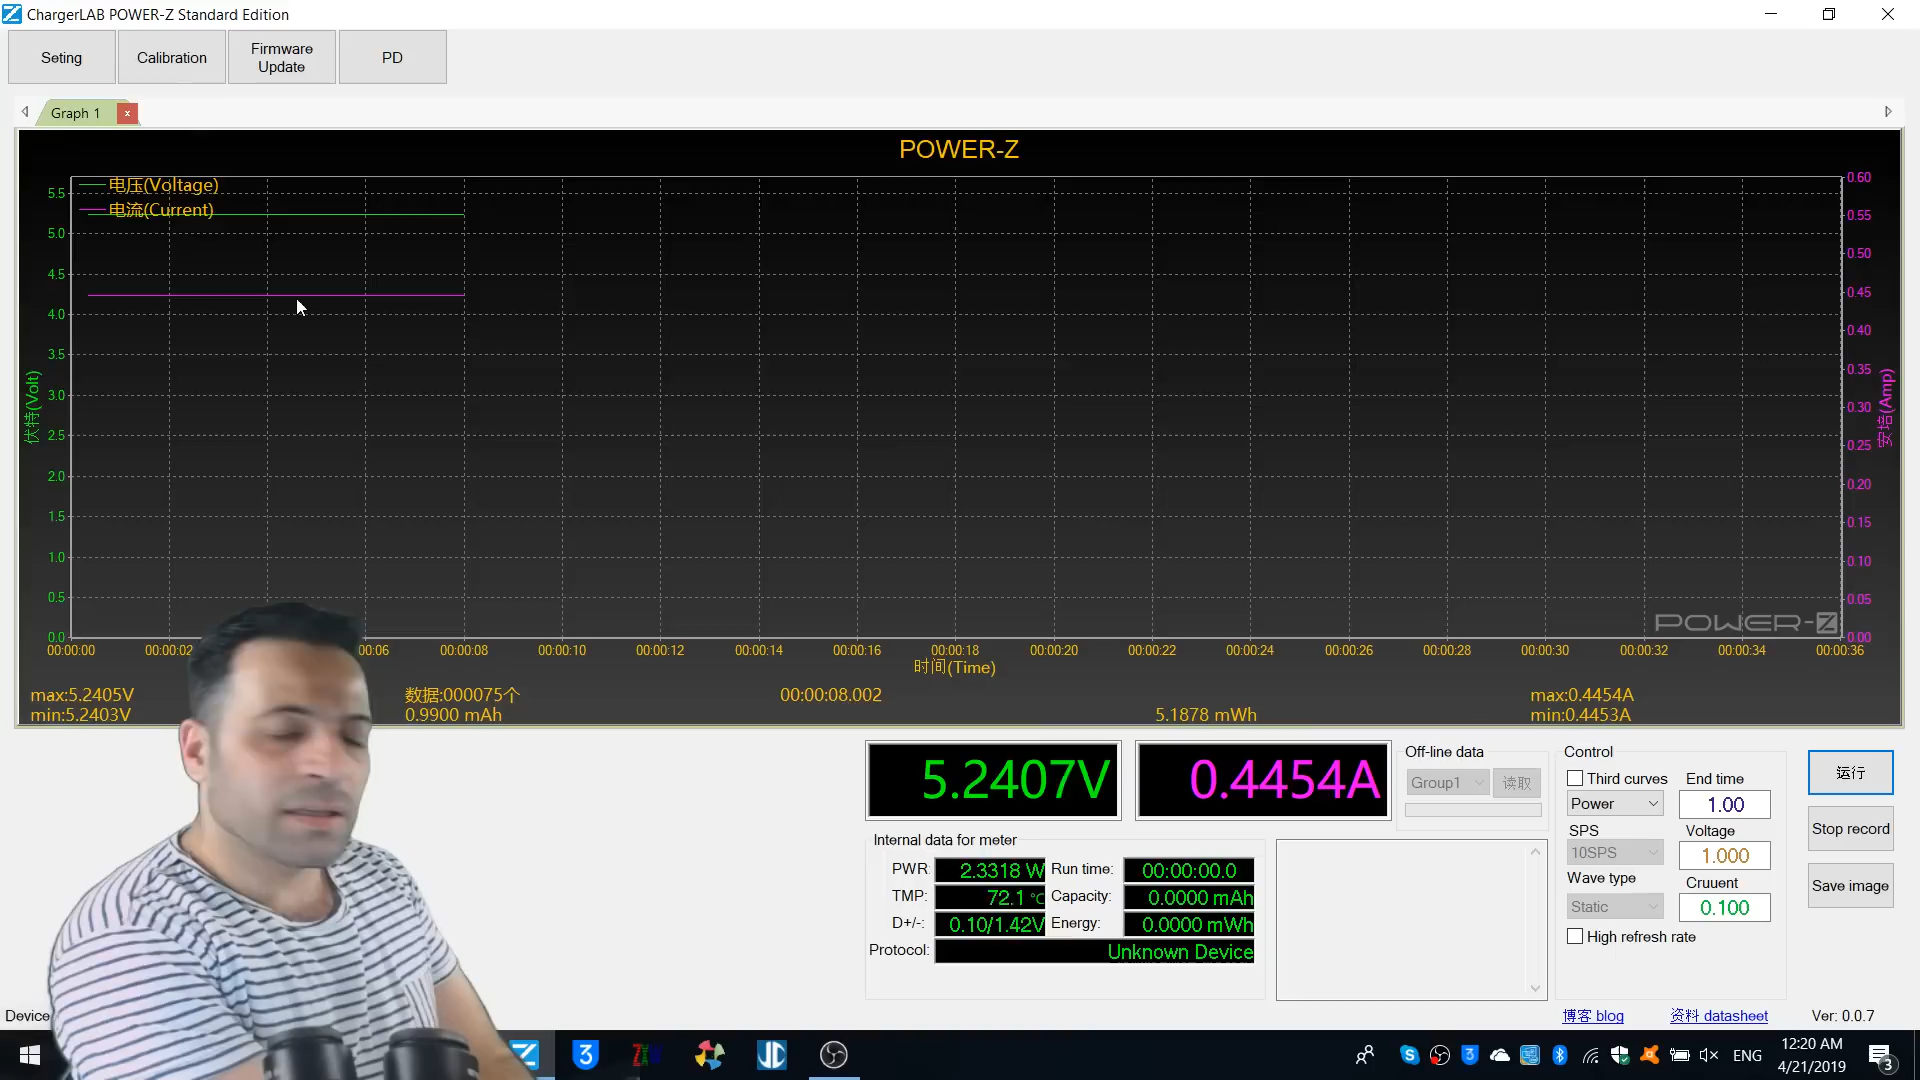 ChargerLAB POWER-Z Standard Edition
Seting
Calibration
Firmware
Update
PD
Graph 1
x
POWER-Z
电压(Voltage)
电流(Current)
5.5
5.0
4.5
4.0
3.5
3.0
2.5
2.0
1.5
1.0
0.5
0.0
伏特(Volt)
0.60
0.55
0.50
0.45
0.40
0.35
0.30
0.25
0.20
0.15
0.10
0.05
0.00
安培(Amp)
POWER-Z
00:00:00
00:00:02
00:06
00:00:08
00:00:10
00:00:12
00:00:14
00:00:16
00:00:18
00:00:20
00:00:22
00:00:24
00:00:26
00:00:28
00:00:30
00:00:32
00:00:34
00:00:36
时间(Time)
max:5.2405V
min:5.2403V
数据:000075个
0.9900 mAh
00:00:08.002
5.1878 mWh
max:0.4454A
min:0.4453A
5.2407V
0.4454A
Internal data for meter
PWR: 2.3318 W Run time: 00:00:00.0
TMP: 72.1 °C Capacity: 0.0000 mAh
D+/-: 0.10/1.42V Energy: 0.0000 mWh
Protocol: Unknown Device
Off-line data
Group1 读取
Control
Third curves End time
Power 1.00
SPS Voltage
10SPS 1.000
Wave type Cruuent
Static 0.100
High refresh rate
运行
Stop record
Save image
Device
博客 blog
资料 datasheet
Ver: 0.0.7
ENG
12:20 AM
4/21/2019
3